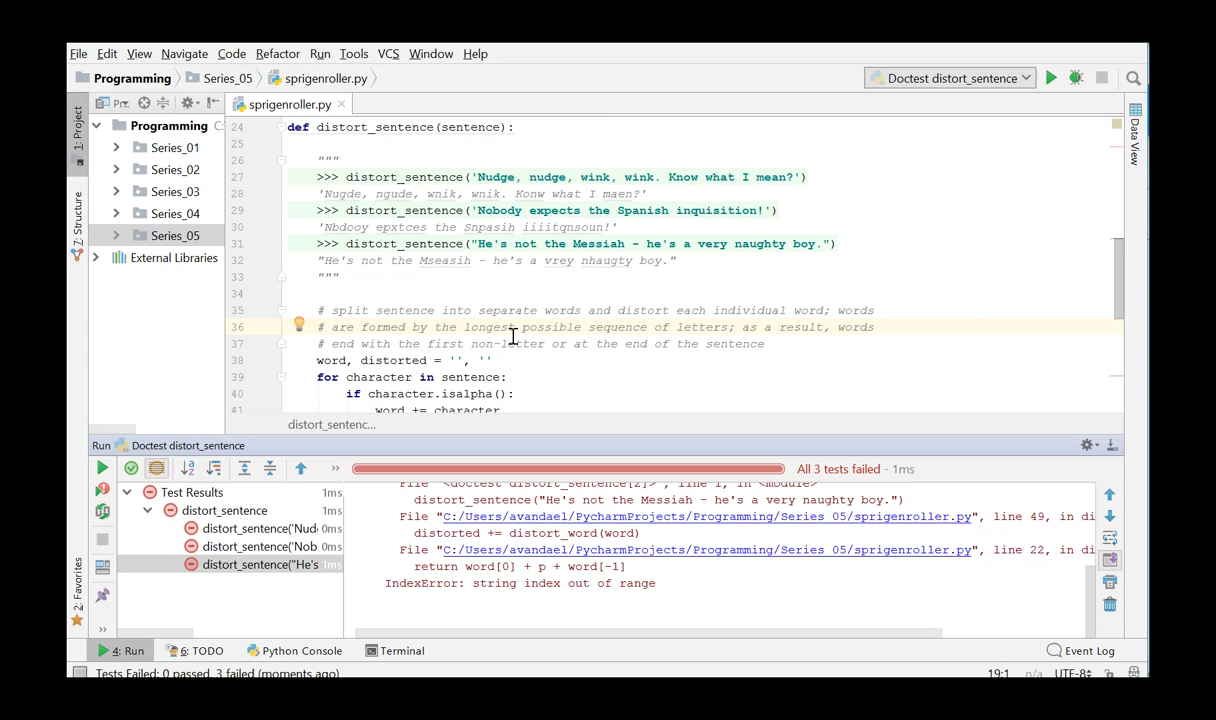 File Edit View Navigate Code Refactor Run Tools VCS Window Help
Programming Series_05 sprigenroller.py Doctest distort_sentence
1: Project
Z: Structure
2: Favorites
Data View
Programming
Series_01
Series_02
Series_03
Series_04
Series_05
External Libraries
sprigenroller.py
24 def distort_sentence(sentence):
25
26 """
27 >>> distort_sentence('Nudge, nudge, wink, wink. Know what I mean?')
28 'Nugde, ngude, wnik, wnik. Konw what I maen?'
29 >>> distort_sentence('Nobody expects the Spanish inquisition!')
30 'Nbdooy epxtces the Snpasih iiiitqnsoun!'
31 >>> distort_sentence("He's not the Messiah - he's a very naughty boy.")
32 "He's not the Mseasih - he's a vrey nhaugty boy."
33 """
34
35 # split sentence into separate words and distort each individual word; words
36 # are formed by the longest possible sequence of letters; as a result, words
37 # end with the first non-letter or at the end of the sentence
38 word, distorted = '', ''
39 for character in sentence:
40 if character.isalpha():
41 word += character
distort_sentenc...
Run Doctest distort_sentence
All 3 tests failed - 1ms
Test Results 1ms
distort_sentence 1ms
distort_sentence('Nud 0ms
distort_sentence('Nob 0ms
distort_sentence("He's 1ms
File "<doctest distort_sentence[2]>", line 1, in <module>
distort_sentence("He's not the Messiah - he's a very naughty boy.")
File "C:/Users/avandael/PycharmProjects/Programming/Series_05/sprigenroller.py", line 49, in di
distorted += distort_word(word)
File "C:/Users/avandael/PycharmProjects/Programming/Series_05/sprigenroller.py", line 22, in di
return word[0] + p + word[-1]
IndexError: string index out of range
4: Run 6: TODO Python Console Terminal Event Log
Tests Failed: 0 passed, 3 failed (moments ago) 19:1 n/a UTF-8